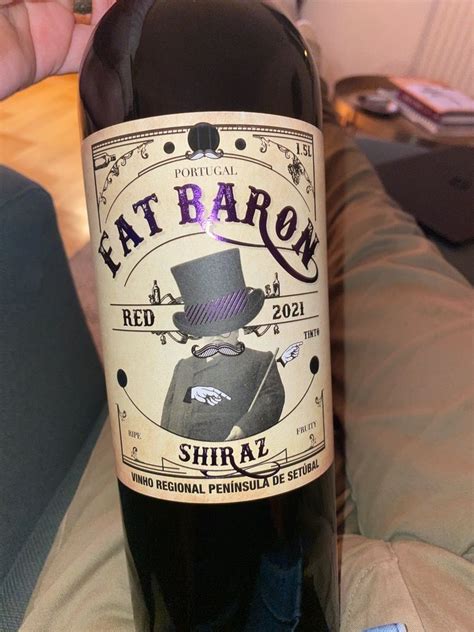 1.5L
PORTUGAL
FAT BARON
RED 2021
TINTO
RIPE FRUITY
SHIRAZ
VINHO REGIONAL PENÍNSULA DE SETÚBAL